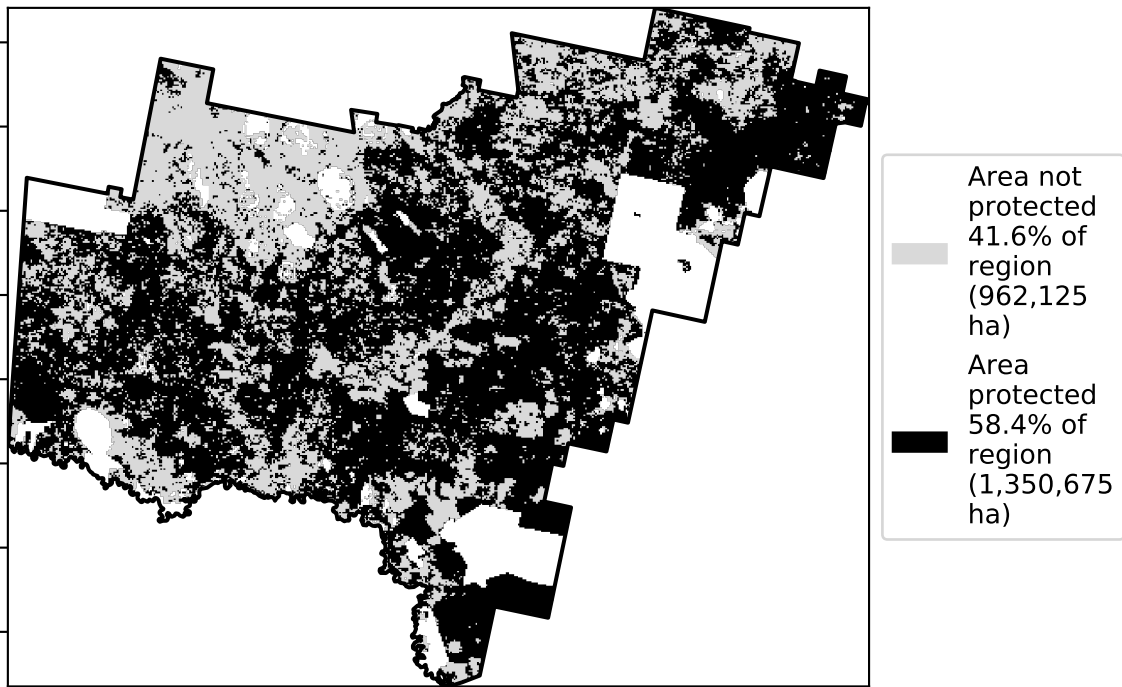 Area not
protected
41.6% of
region
(962,125
ha)
Area
protected
58.4% of
region
(1,350,675
ha)